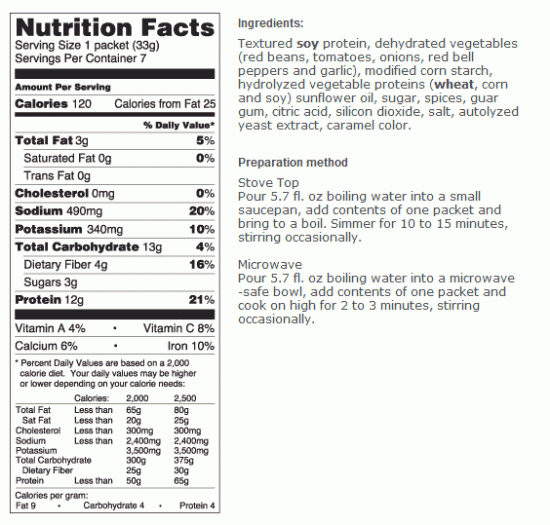 Nutrition Facts
Serving Size 1 packet (33g)
Servings Per Container 7
Amount Per Serving
Calories 120 Calories from Fat 25
% Daily Value*
Total Fat 3g 5%
Saturated Fat 0g 0%
Trans Fat 0g
Cholesterol 0mg 0%
Sodium 490mg 20%
Potassium 340mg 10%
Total Carbohydrate 13g 4%
Dietary Fiber 4g 16%
Sugars 3g
Protein 12g 21%
Vitamin A 4% • Vitamin C 8%
Calcium 6% • Iron 10%
* Percent Daily Values are based on a 2,000
calorie diet. Your daily values may be higher
or lower depending on your calorie needs:
Calories: 2,000 2,500
Total Fat Less than 65g 80g
Sat Fat Less than 20g 25g
Cholesterol Less than 300mg 300mg
Sodium Less than 2,400mg 2,400mg
Potassium 3,500mg 3,500mg
Total Carbohydrate 300g 375g
Dietary Fiber 25g 30g
Protein Less than 50g 65g
Calories per gram:
Fat 9 • Carbohydrate 4 • Protein 4
Ingredients:
Textured soy protein, dehydrated vegetables
(red beans, tomatoes, onions, red bell
peppers and garlic), modified corn starch,
hydrolyzed vegetable proteins (wheat, corn
and soy) sunflower oil, sugar, spices, guar
gum, citric acid, silicon dioxide, salt, autolyzed
yeast extract, caramel color.
Preparation method
Stove Top
Pour 5.7 fl. oz boiling water into a small
saucepan, add contents of one packet and
bring to a boil. Simmer for 10 to 15 minutes,
stirring occasionally.
Microwave
Pour 5.7 fl. oz boiling water into a microwave
-safe bowl, add contents of one packet and
cook on high for 2 to 3 minutes, stirring
occasionally.